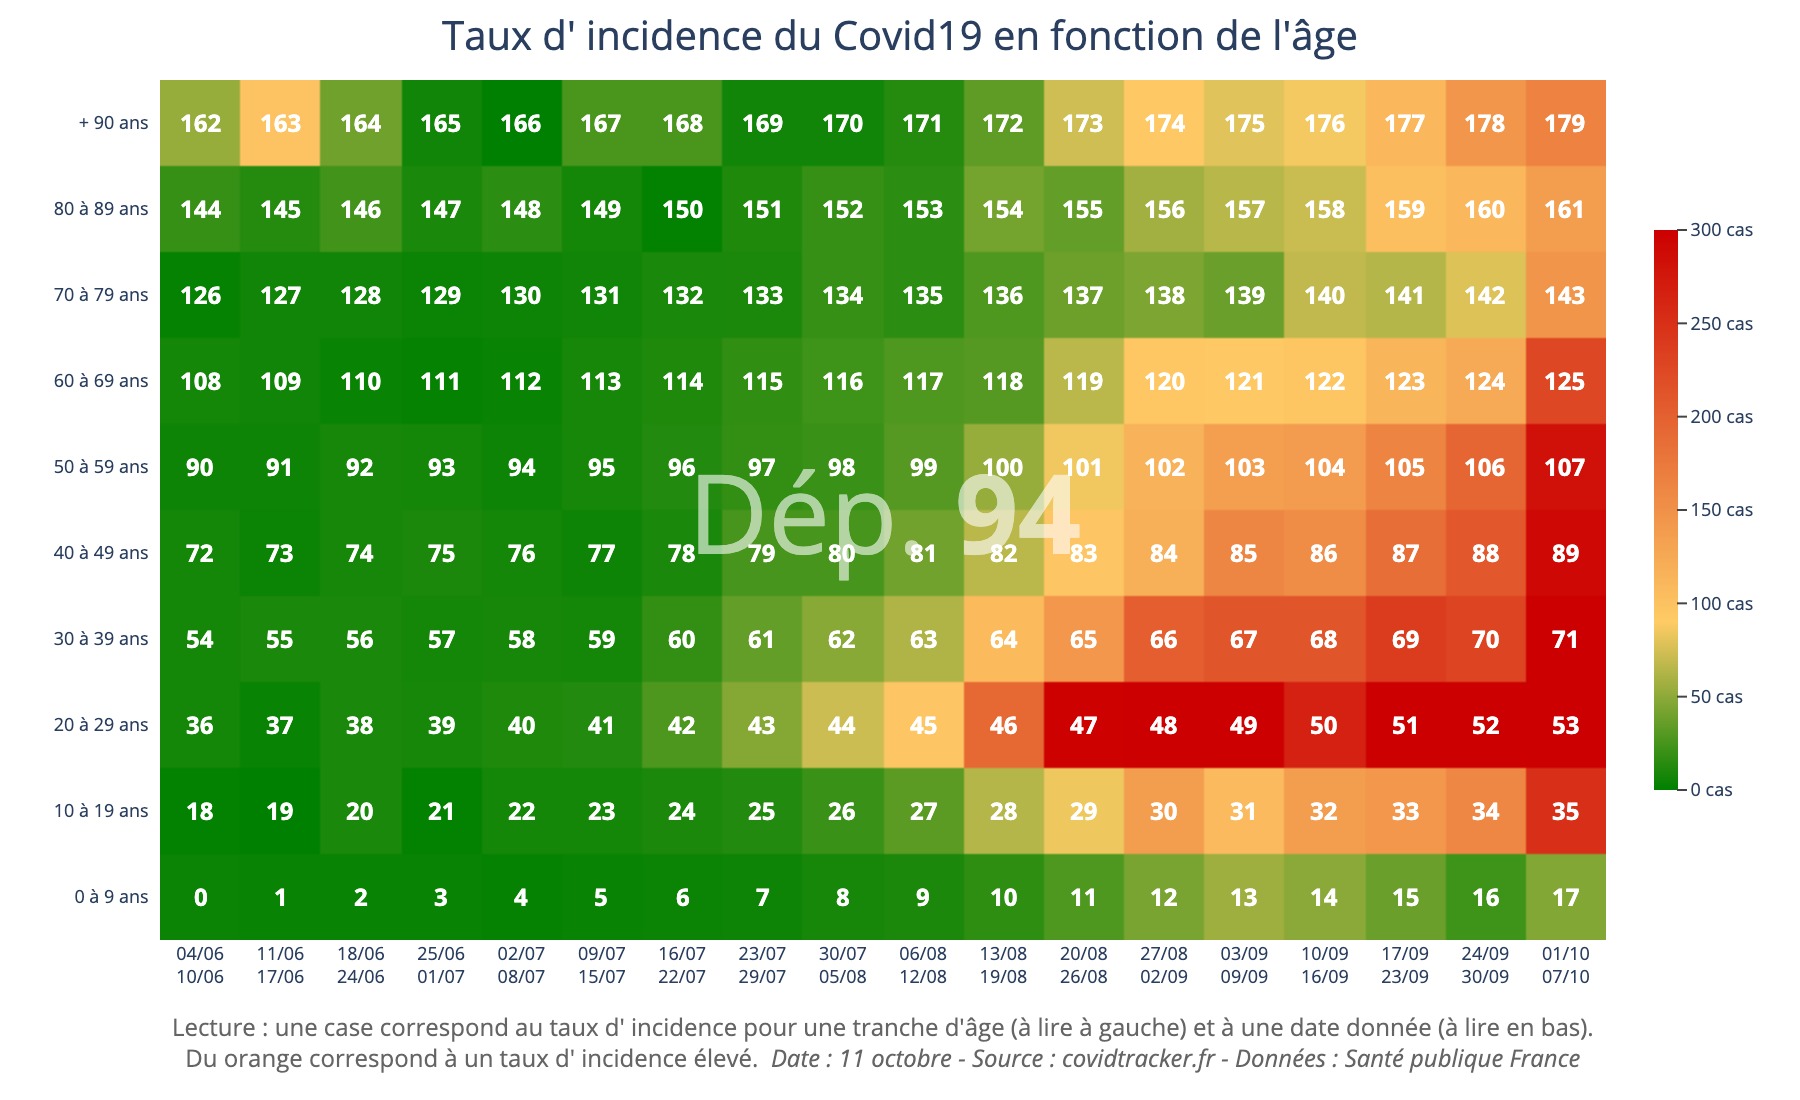 Taux d' incidence du Covid19 en fonction de l'âge
+ 90 ans 162 163 164 165 166 167 168 169 170 171 172 173 174 175 176 177 178 179
80 à 89 ans 144 145 146 147 148 149 150 151 152 153 154 155 156 157 158 159 160 161
70 à 79 ans 126 127 128 129 130 131 132 133 134 135 136 137 138 139 140 141 142 143
60 à 69 ans 108 109 110 111 112 113 114 115 116 117 118 119 120 121 122 123 124 125
50 à 59 ans 90 91 92 93 94 95 96 97 98 99 100 101 102 103 104 105 106 107
Dép. 94
40 à 49 ans 72 73 74 75 76 77 78 79 80 81 82 83 84 85 86 87 88 89
30 à 39 ans 54 55 56 57 58 59 60 61 62 63 64 65 66 67 68 69 70 71
20 à 29 ans 36 37 38 39 40 41 42 43 44 45 46 47 48 49 50 51 52 53
10 à 19 ans 18 19 20 21 22 23 24 25 26 27 28 29 30 31 32 33 34 35
0 à 9 ans 0 1 2 3 4 5 6 7 8 9 10 11 12 13 14 15 16 17
04/06 11/06 18/06 25/06 02/07 09/07 16/07 23/07 30/07 06/08 13/08 20/08 27/08 03/09 10/09 17/09 24/09 01/10
10/06 17/06 24/06 01/07 08/07 15/07 22/07 29/07 05/08 12/08 19/08 26/08 02/09 09/09 16/09 23/09 30/09 07/10
300 cas
250 cas
200 cas
150 cas
100 cas
50 cas
0 cas
Lecture : une case correspond au taux d' incidence pour une tranche d'âge (à lire à gauche) et à une date donnée (à lire en bas).
Du orange correspond à un taux d' incidence élevé. Date : 11 octobre - Source : covidtracker.fr - Données : Santé publique France